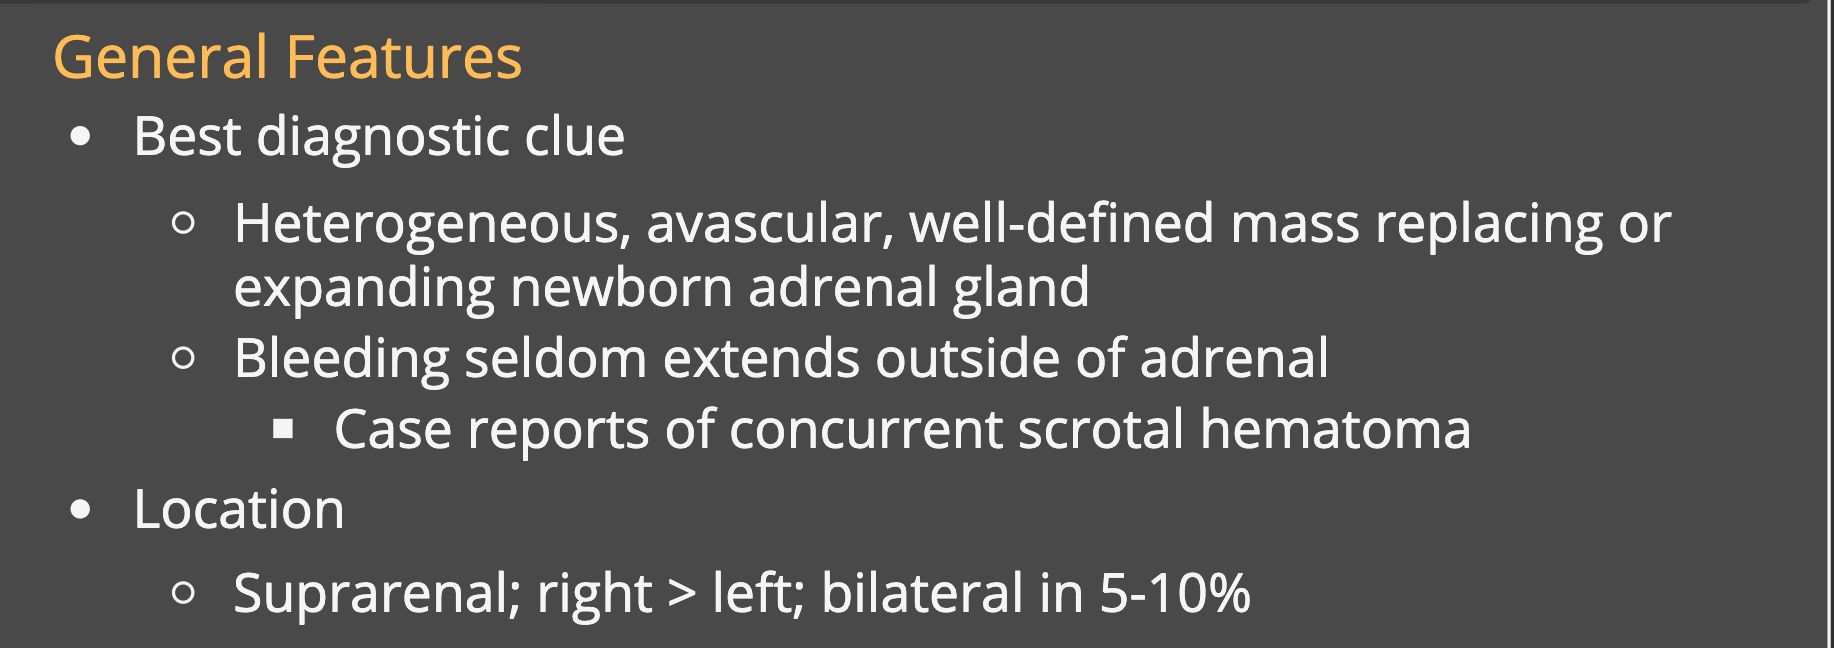 General Features
• Best diagnostic clue
○ Heterogeneous, avascular, well-defined mass replacing or
expanding newborn adrenal gland
○ Bleeding seldom extends outside of adrenal
▪ Case reports of concurrent scrotal hematoma
• Location
○ Suprarenal; right > left; bilateral in 5-10%